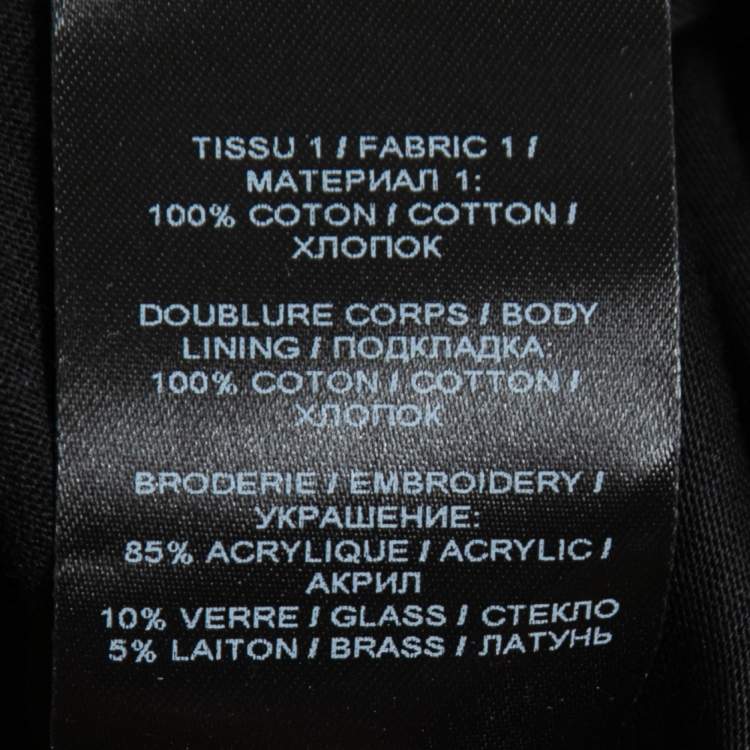 TISSU 1 / FABRIC 1 /
МАТЕРИАЛ 1:
100% COTON / COTTON /
ХЛОПОК
DOUBLURE CORPS / BODY
LINING / ПОДКЛАДКА:
100% COTON / COTTON /
ХЛОПОК
BRODERIE / EMBROIDERY /
УКРАШЕНИЕ:
85% ACRYLIQUE / ACRYLIC /
АКРИЛ
10% VERRE / GLASS / СТЕКЛО
5% LAITON / BRASS / ЛАТУНЬ